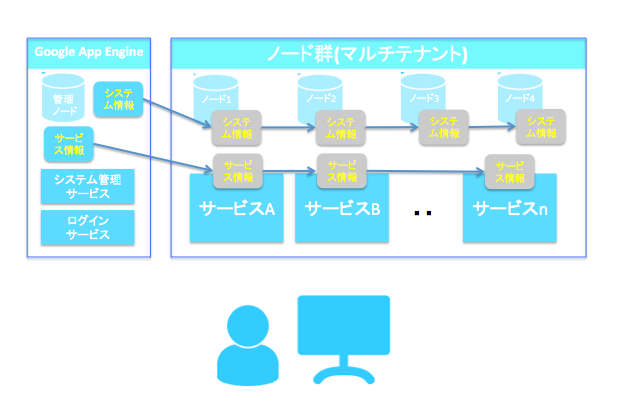 Google App Engine
管理
ノード
システ
ム情報
サービ
ス情報
システム管理
サービス
ログイン
サービス
ノード群(マルチテナント)
ノード1
ノード2
ノード3
ノード4
システ
ム情報
システ
ム情報
システ
ム情報
システ
ム情報
サービ
ス情報
サービ
ス情報
サービ
ス情報
サービスA
サービスB
. .
サービスn